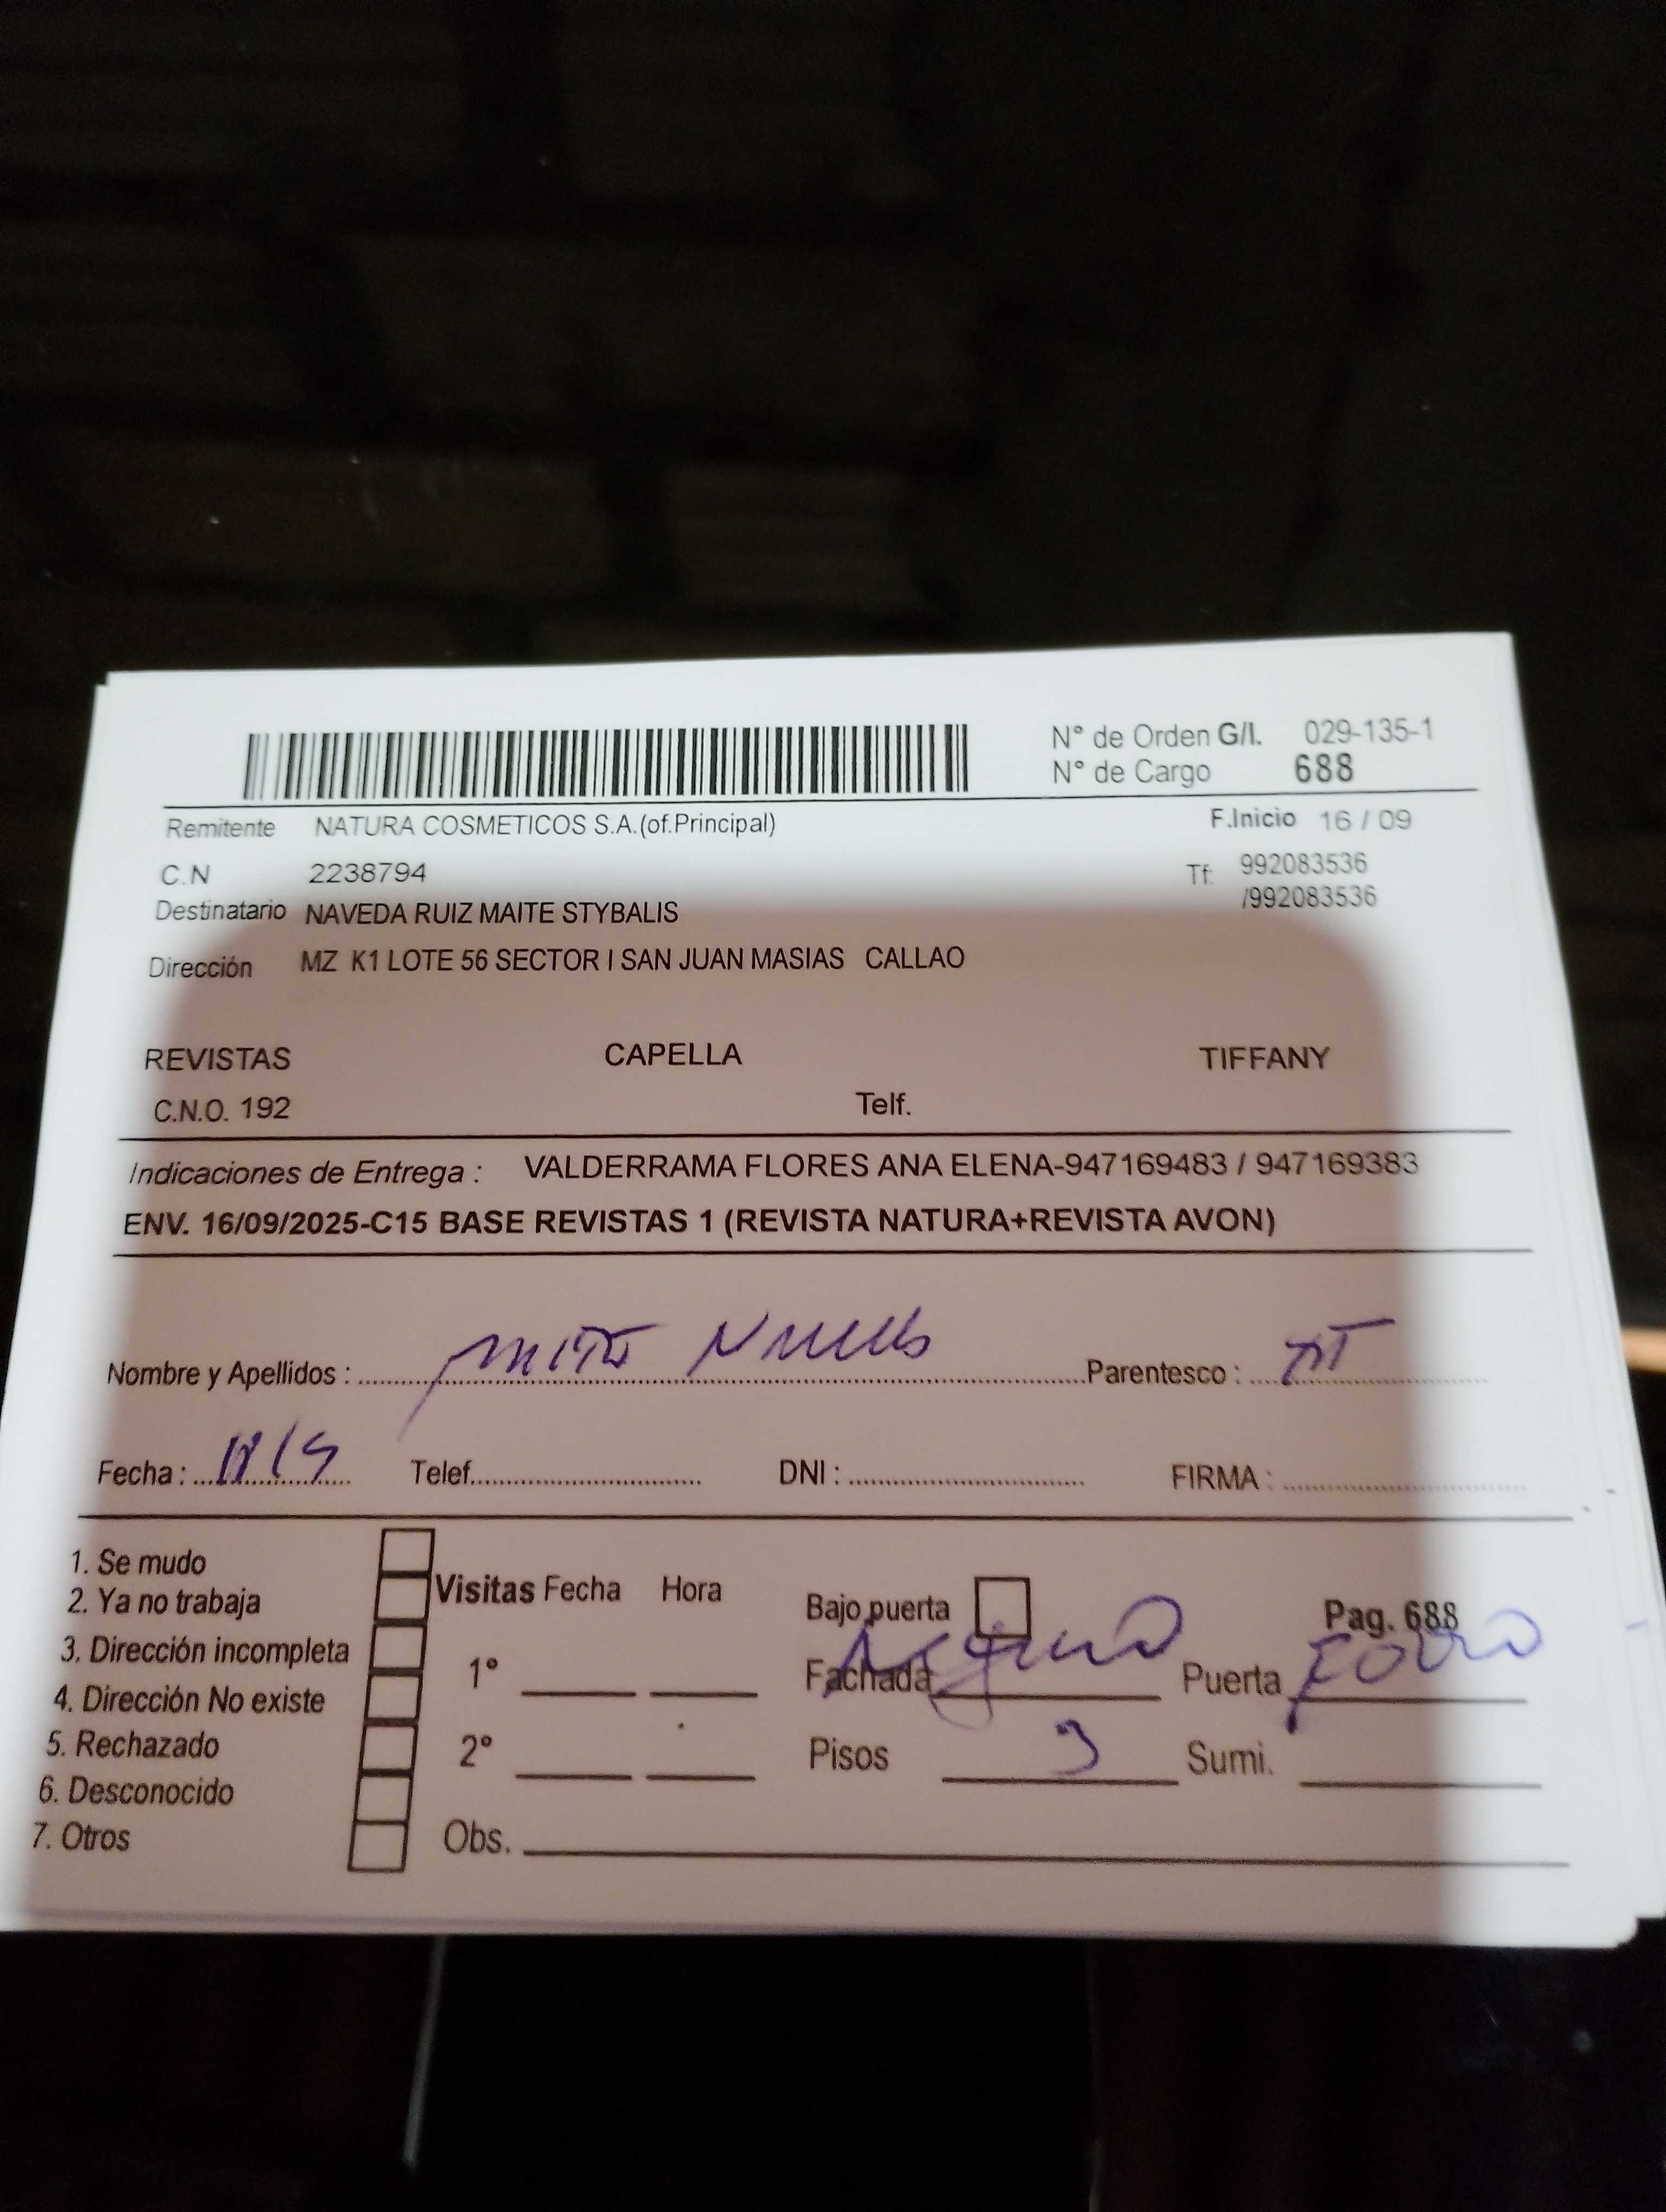 N° de Orden G/I. 029-135-1
N° de Cargo 688
Remitente NATURA COSMETICOS S.A.(of.Principal) F.Inicio 16 / 09
C.N 2238794 Tf: 992083536
/992083536
Destinatario NAVEDA RUIZ MAITE STYBALIS
Dirección MZ K1 LOTE 56 SECTOR I SAN JUAN MASIAS CALLAO
REVISTAS CAPELLA TIFFANY
C.N.O. 192 Telf.
Indicaciones de Entrega : VALDERRAMA FLORES ANA ELENA-947169483 / 947169383
ENV. 16/09/2025-C15 BASE REVISTAS 1 (REVISTA NATURA+REVISTA AVON)
Nombre y Apellidos : Parentesco : TIT
Fecha : Telef. DNI : FIRMA :
1. Se mudo
2. Ya no trabaja
3. Dirección incompleta
4. Dirección No existe
5. Rechazado
6. Desconocido
7. Otros
Visitas Fecha Hora
1°
2°
Obs.
Bajo puerta Pag. 688
Fachada Puerta
Pisos 3 Sumi.